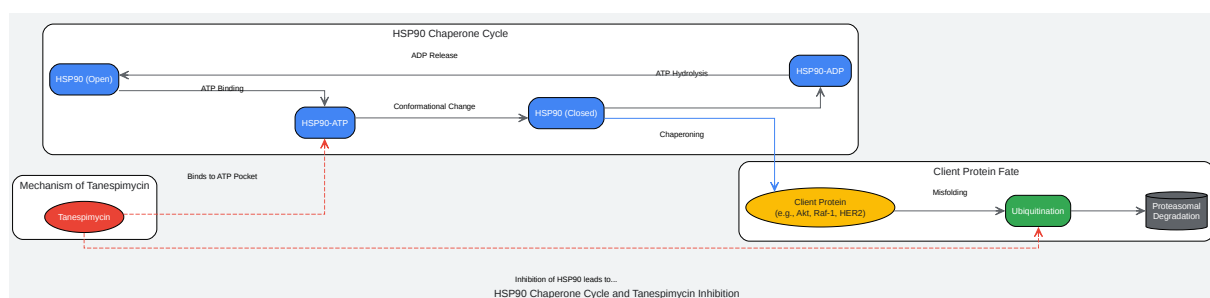 HSP90 Chaperone Cycle
ADP Release
HSP90 (Open)
ATP Hydrolysis
HSP90-ADP
ATP Binding
HSP90-ATP
Conformational Change
HSP90 (Closed)
Chaperoning
Mechanism of Tanespimycin
Tanespimycin
Binds to ATP Pocket
Client Protein Fate
Client Protein
(e.g., Akt, Raf-1, HER2)
Misfolding
Ubiquitination
Proteasomal
Degradation
Inhibition of HSP90 leads to...
HSP90 Chaperone Cycle and Tanespimycin Inhibition